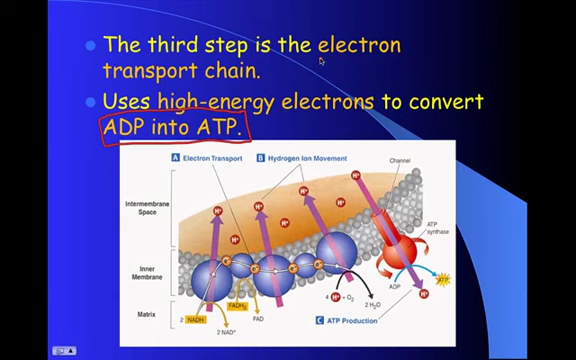 The third step is the electron
transport chain.
Uses high-energy electrons to convert
ADP into ATP.
A Electron Transport
B Hydrogen Ion Movement
Channel
Intermembrane
Space
H+
H+
H+
H+
H+
H+
H+
ATP
synthase
Inner
Membrane
e-
e-
e-
e-
ADP
ATP
4 H+ + O2
2 H2O
H+
Matrix
2 NADH
FADH2
FAD
2 NAD+
C ATP Production